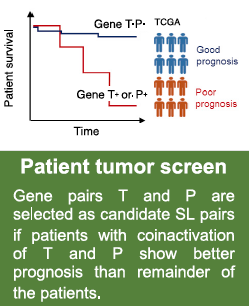 Gene T-P- TCGA
Patient survival
Good
prognosis
Gene T+ or P+
Poor
prognosis
Time
Patient tumor screen
Gene pairs T and P are
selected as candidate SL pairs
if patients with coinactivation
of T and P show better
prognosis than remainder of
the patients.